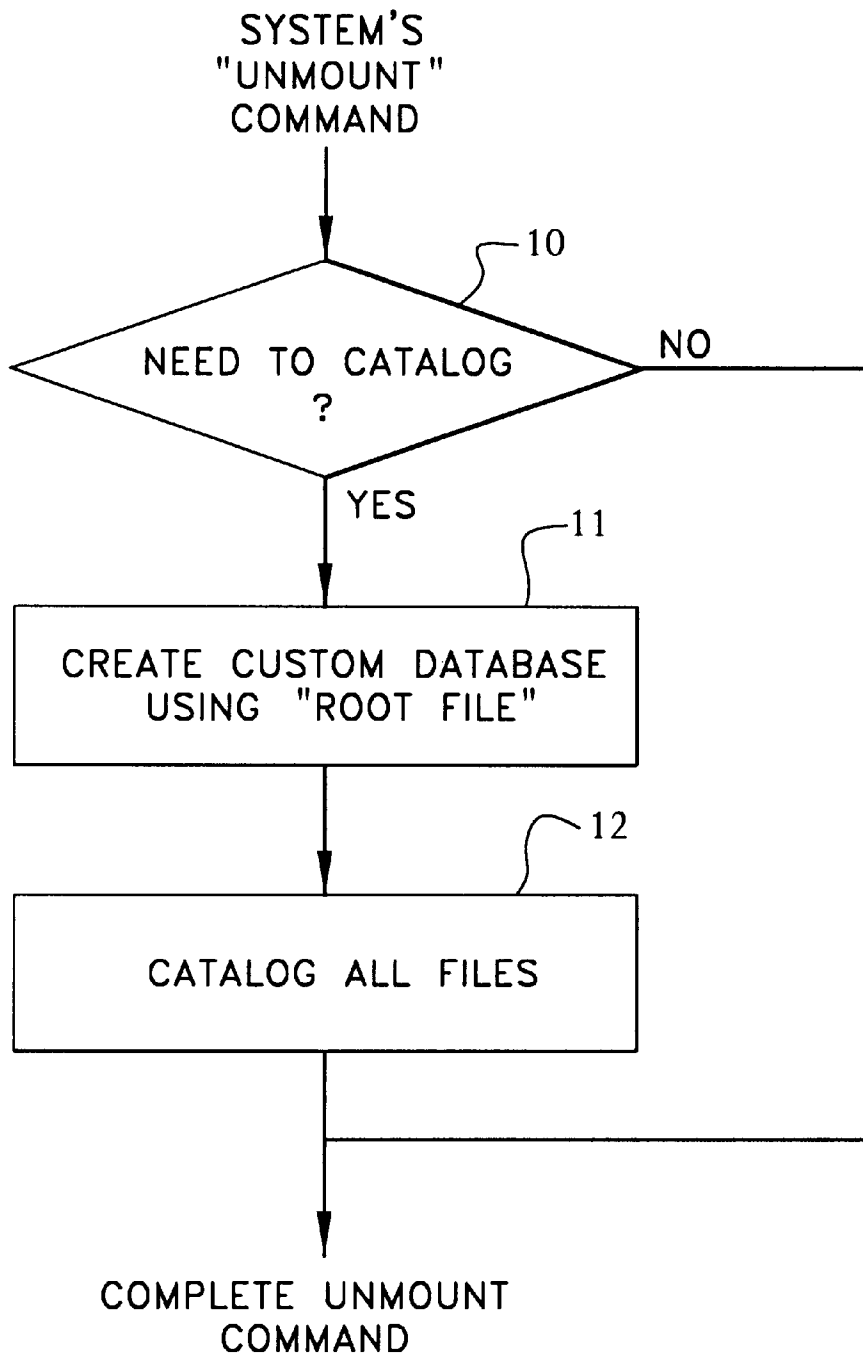 SYSTEM'S
"UNMOUNT"
COMMAND
10
NEED TO CATALOG
?
NO
YES
11
CREATE CUSTOM DATABASE
USING "ROOT FILE"
12
CATALOG ALL FILES
COMPLETE UNMOUNT
COMMAND